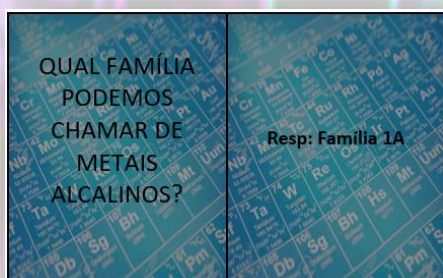 QUAL FAMÍLIA
PODEMOS
CHAMAR DE
METAIS
ALCALINOS?
Resp: Família 1A